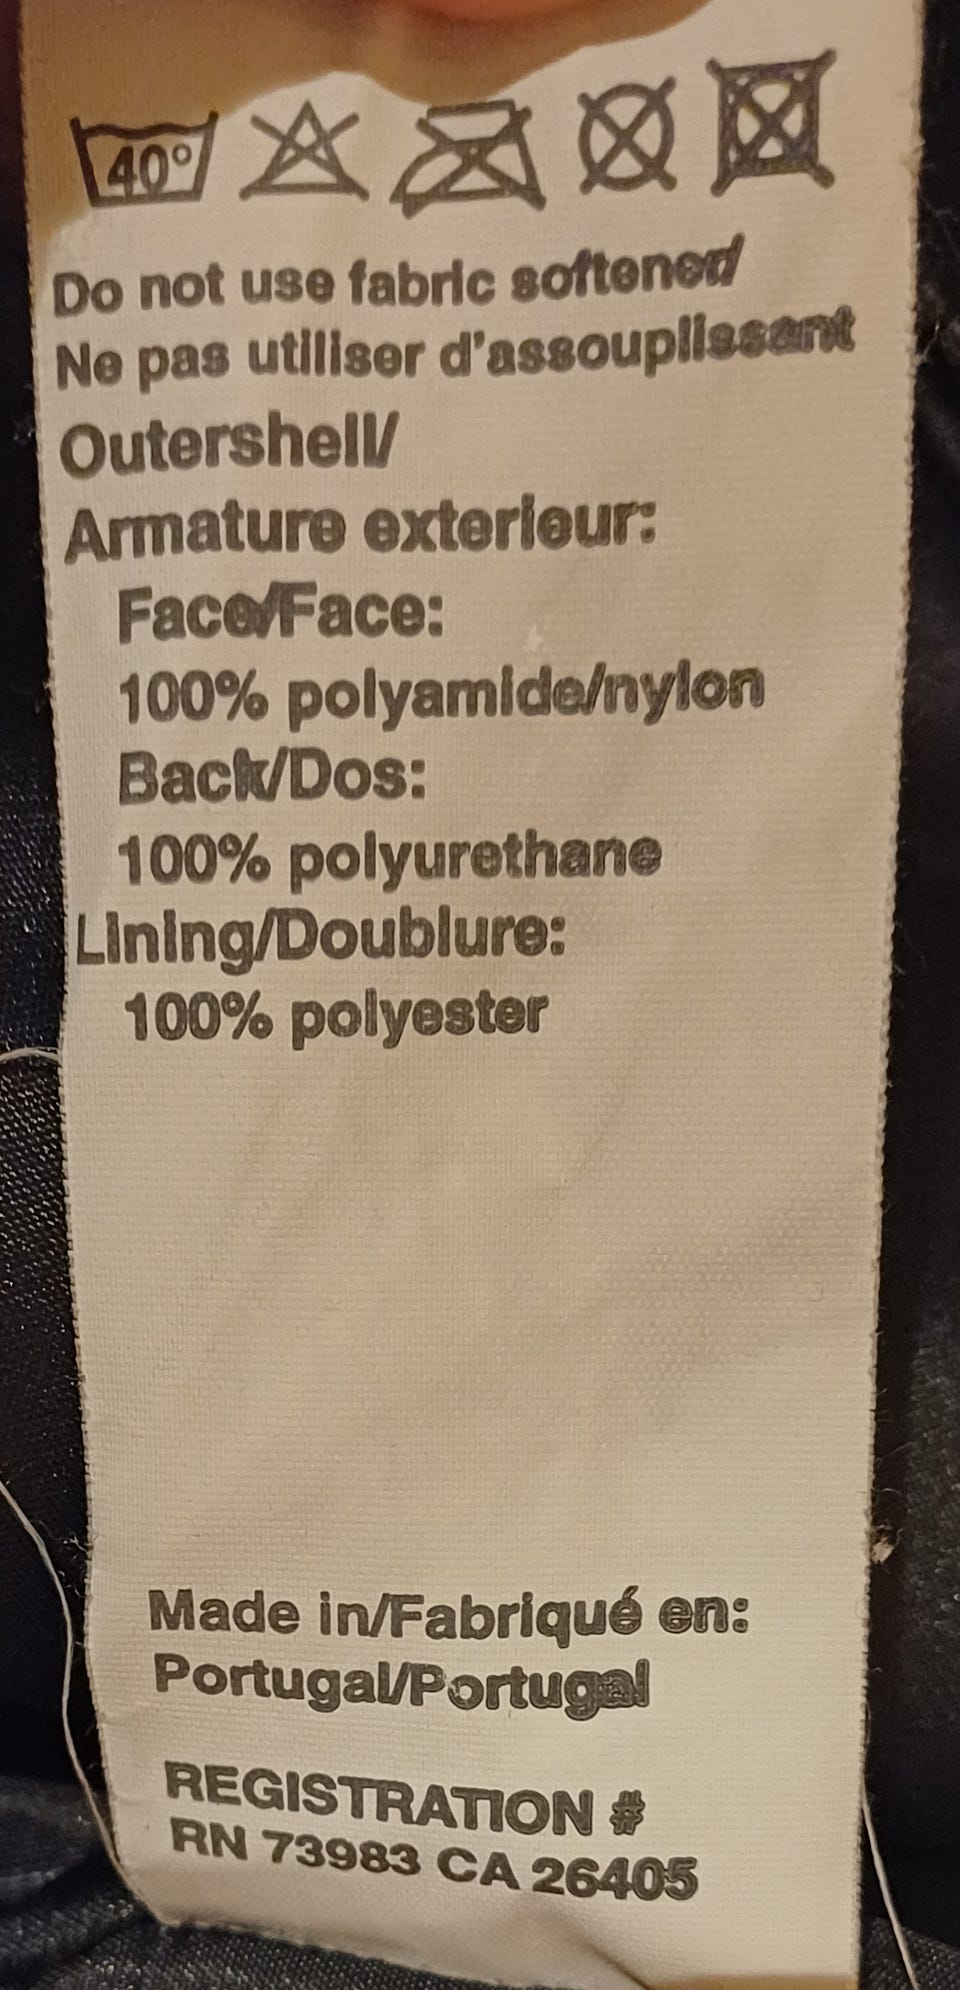 40°
Do not use fabric softener/
Ne pas utiliser d'assouplissant
Outershell/
Armature exterieur:
Face/Face:
100% polyamide/nylon
Back/Dos:
100% polyurethane
Lining/Doublure:
100% polyester
Made in/Fabriqué en:
Portugal/Portugal
REGISTRATION #
RN 73983 CA 26405